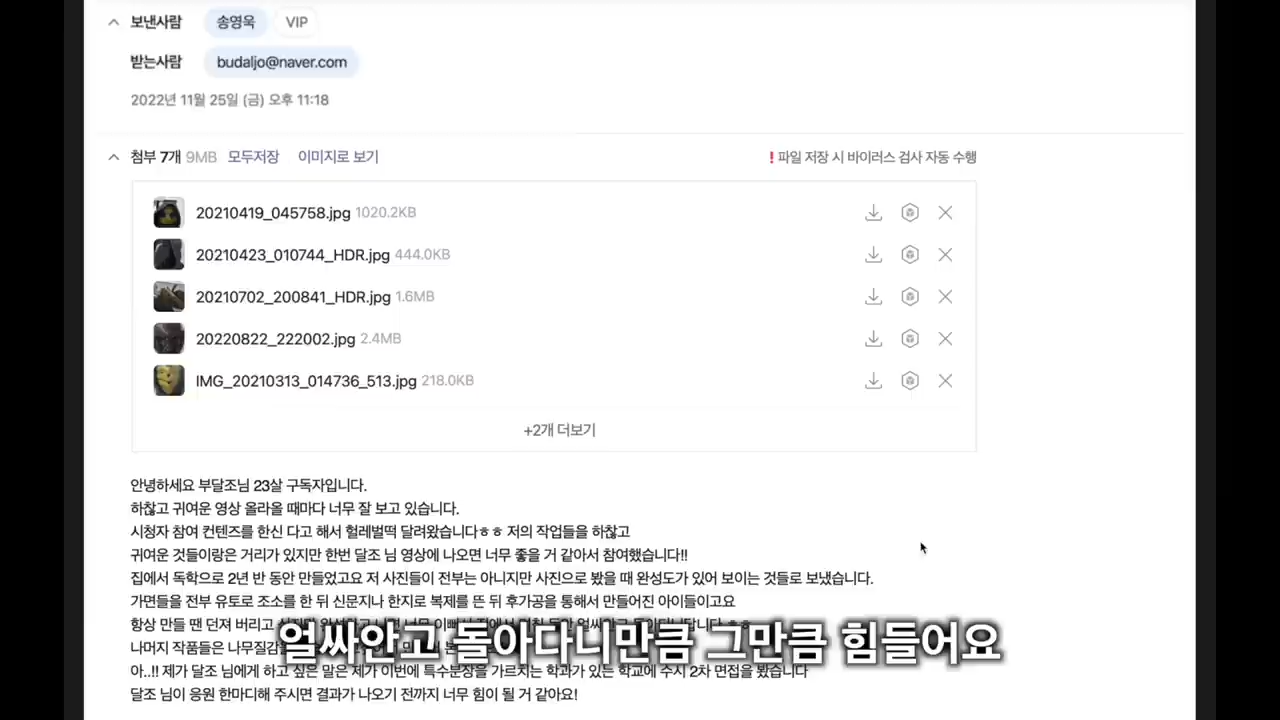 보낸사람 송영욱 VIP
받는사람 budaljo@naver.com
2022년 11월 25일 (금) 오후 11:18
첨부 7개 9MB 모두저장 이미지로 보기 ! 파일 저장 시 바이러스 검사 자동 수행
20210419_045758.jpg 1020.2KB
20210423_010744_HDR.jpg 444.0KB
20210702_200841_HDR.jpg 1.6MB
20220822_222002.jpg 2.4MB
IMG_20210313_014736_513.jpg 218.0KB
+2개 더보기
안녕하세요 부달조님 23살 구독자입니다.
하찮고 귀여운 영상 올라올 때마다 너무 잘 보고 있습니다.
시청자 참여 컨텐즈를 한신 다고 해서 헐레벌떡 달려왔습니다ㅎㅎ 저의 작업들을 하찮고
귀여운 것들이랑은 거리가 있지만 한번 달조 님 영상에 나오면 너무 좋을 거 같아서 참여했습니다!!
집에서 독학으로 2년 반 동안 만들었고요 저 사진들이 전부는 아니지만 사진으로 봤을 때 완성도가 있어 보이는 것들로 보냈습니다.
가면들을 전부 유토로 조소를 한 뒤 신문지나 한지로 복제를 뜬 뒤 후가공을 통해서 만들어진 아이들이고요
항상 만들 땐 던져 버리고
얼싸안고 돌아다니만큼 그만큼 힘들어요
나머지 작품들은 나무질감
아..!! 제가 달조 님에게 하고 싶은 말은 제가 이번에 특수분장을 가르치는 학과가 있는 학교에 수시 2차 면접을 봤습니다
달조 님이 응원 한마디해 주시면 결과가 나오기 전까지 너무 힘이 될 거 같아요!